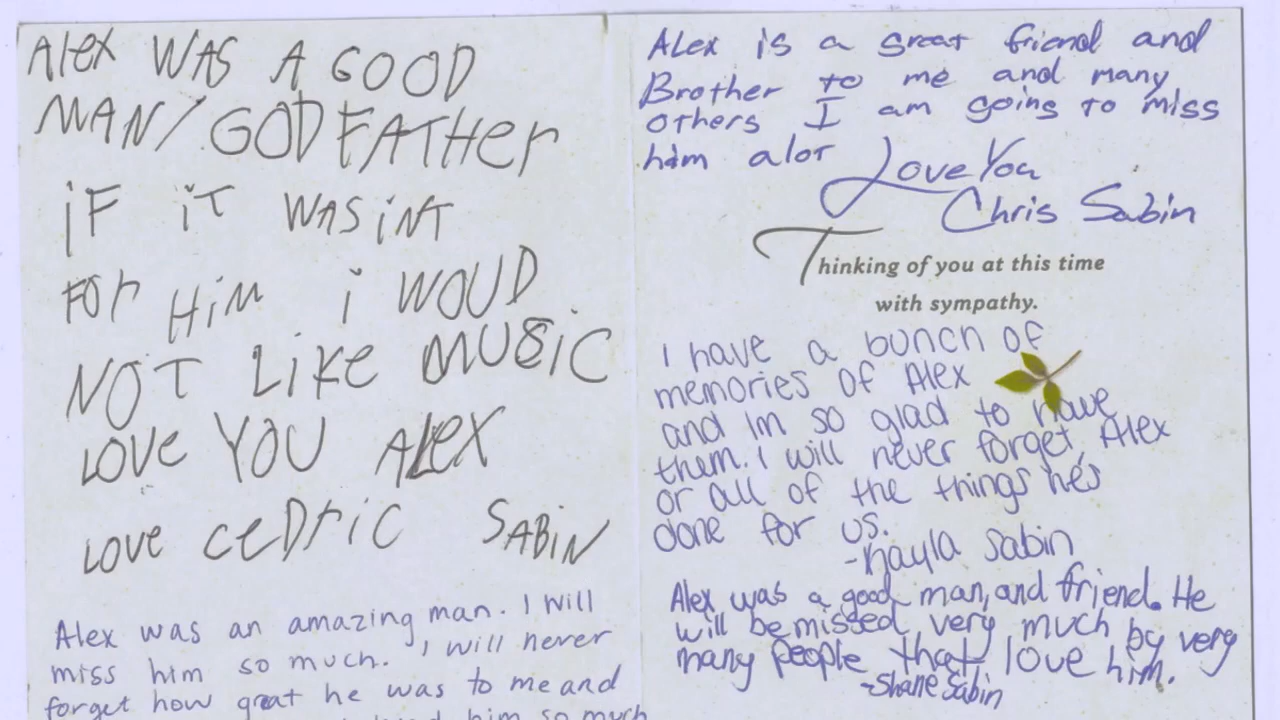 Alex WAS A GOOD
MAN/GODFATHer
iF iT WASiNT
FOr HiM i WOUD
NOT LiKe MUSiC
LOVe YOU ALeX
LOVe CeDriC SABiN
Alex was an amazing man. I will
miss him so much. I will never
forget how great he was to me and
him so much
Alex is a great friend and
Brother to me and many
others I am going to miss
him alot Love You
Chris Sabin
Thinking of you at this time
with sympathy.
I have a bunch of
memories of Alex
and Im so glad to have
them. I will never forget Alex
or all of the things he's
done for us.
-Kayla Sabin
Alex was a good man, and friend. He
will be missed very much by very
many people that love him.
-Shane Sabin